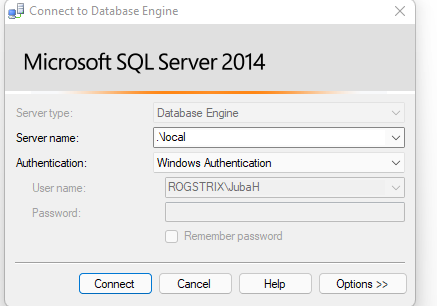 Connect to Database Engine
Microsoft SQL Server 2014
Server type: Database Engine
Server name: .\local
Authentication: Windows Authentication
User name: ROGSTRIX\JubaH
Password:
Remember password
Connect Cancel Help Options >>